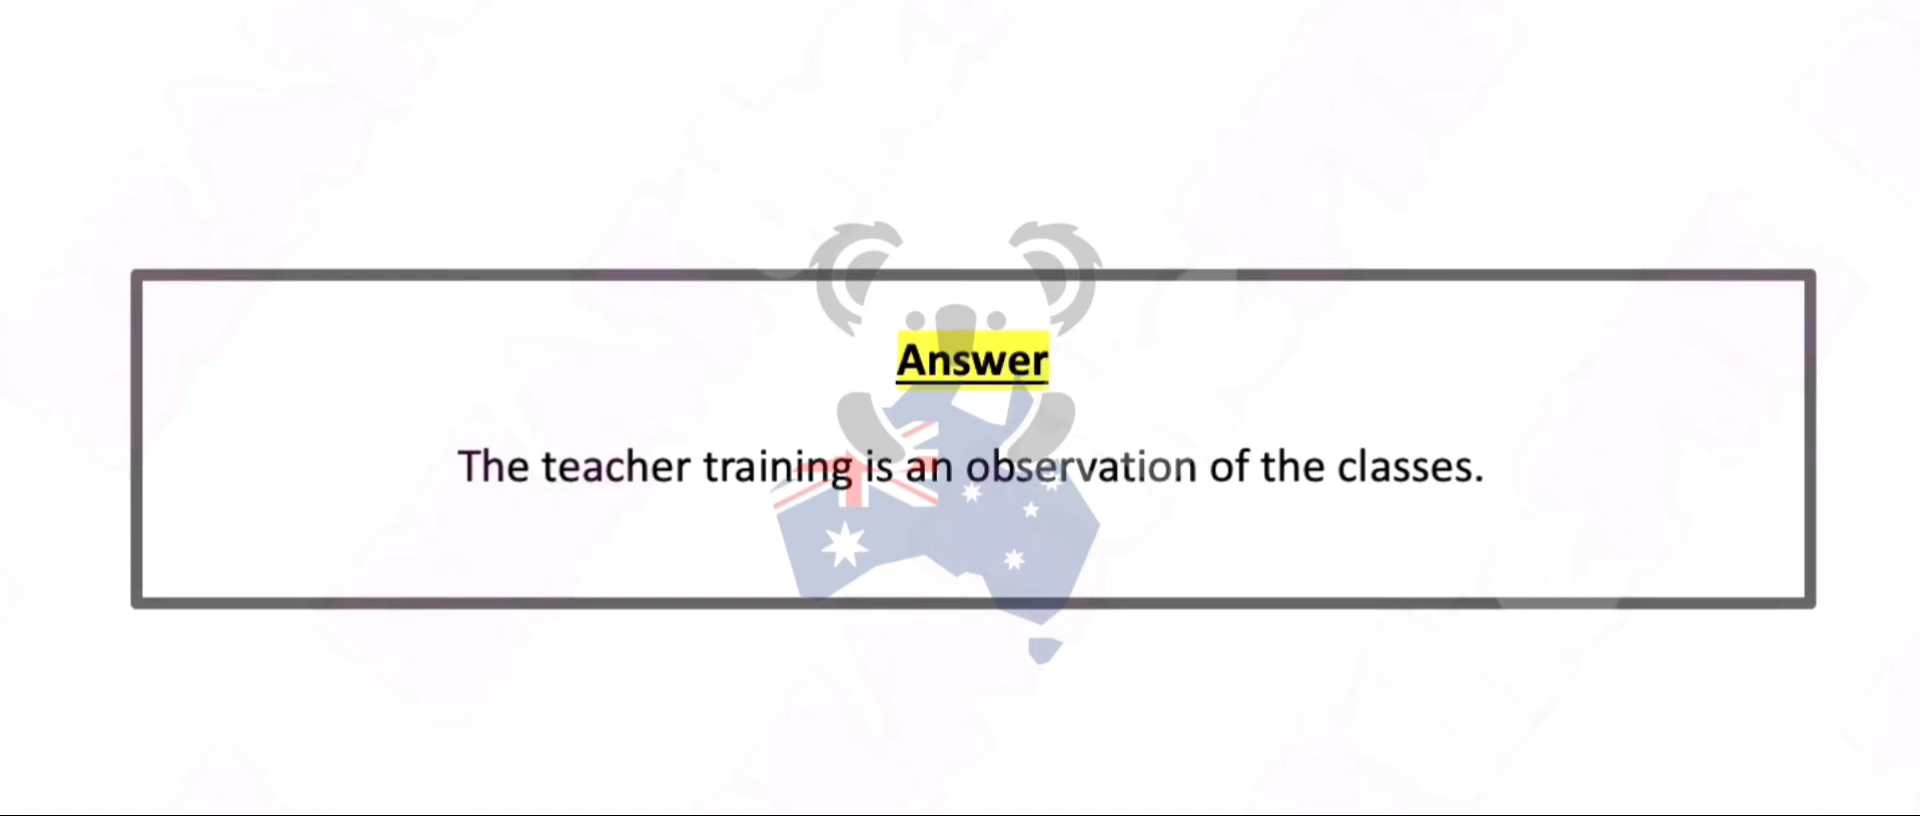 Answer
The teacher training is an observation of the classes.